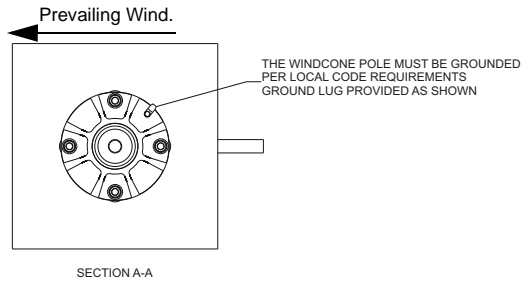 Prevailing Wind.
THE WINDCONE POLE MUST BE GROUNDED
PER LOCAL CODE REQUIREMENTS
GROUND LUG PROVIDED AS SHOWN
SECTION A-A